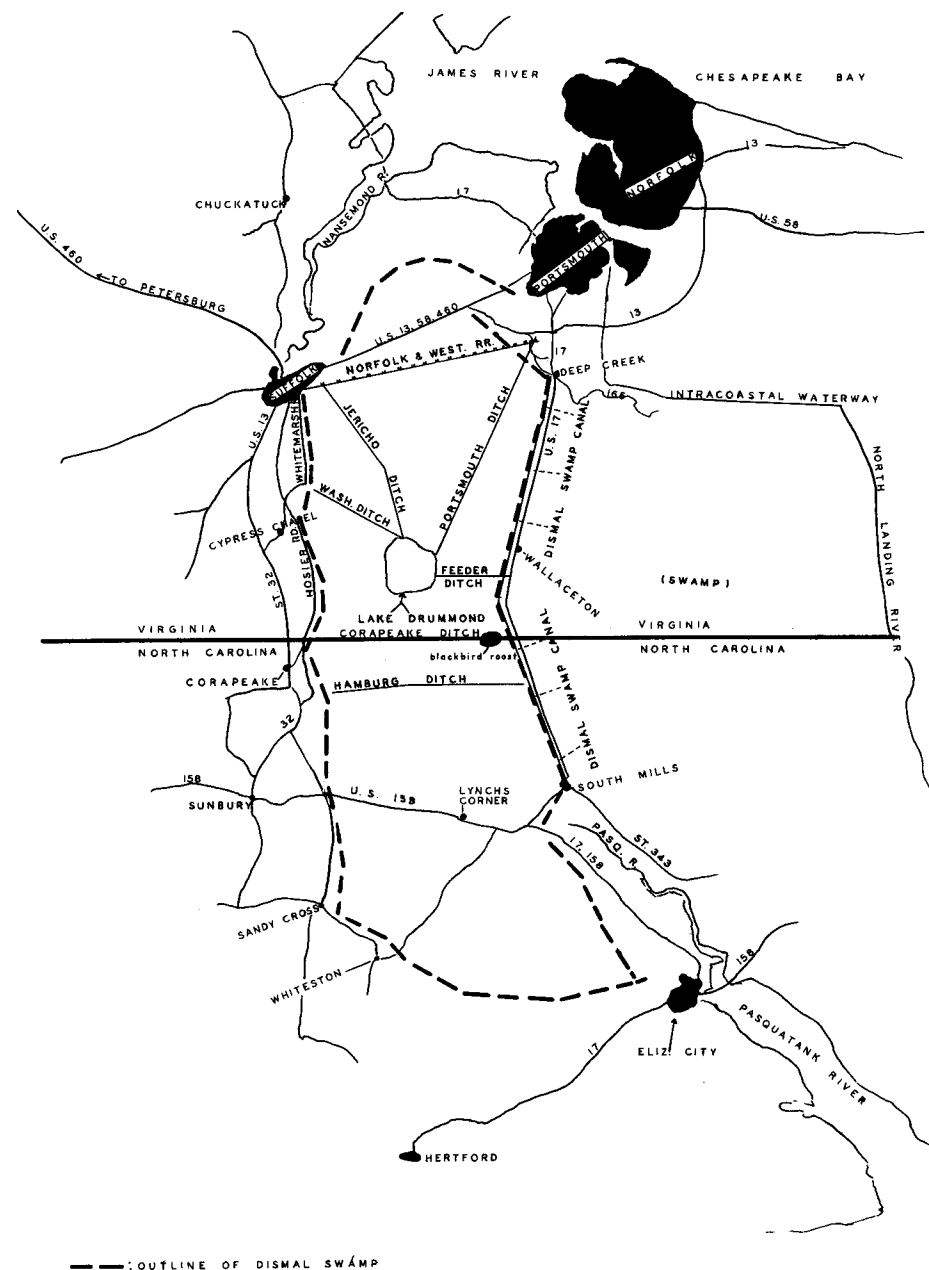 JAMES RIVER
CHESAPEAKE BAY
13
NORFOLK
NANSEMOND R.
17
CHUCKATUCK
U.S. 58
U.S. 460
PORTSMOUTH
←TO PETERSBURG
U.S. 13, 58, 460
13
NORFOLK & WEST. RR.
17
DEEP CREEK
SUFFOLK
166
INTRACOASTAL WATERWAY
JERICHO
DITCH
PORTSMOUTH DITCH
U.S. 17
DISMAL SWAMP CANAL
U.S. 13
WHITEMARSH
NORTH LANDING RIVER
WASH. DITCH
CYPRESS CHAPEL
HOSIER RD.
ST. 32
FEEDER
DITCH
WALLACETON
(SWAMP)
LAKE DRUMMOND
VIRGINIA
CORAPEAKE DITCH
VIRGINIA
NORTH CAROLINA
blackbird roost
NORTH CAROLINA
CORAPEAKE
HAMBURG DITCH
DISMAL SWAMP CANAL
32
SOUTH MILLS
158
SUNBURY
U.S. 158
LYNCHS
CORNER
PASQ. R.
ST. 343
17, 158
SANDY CROSS
WHITESTON
158
PASQUATANK RIVER
17
ELIZ. CITY
HERTFORD
: OUTLINE OF DISMAL SWAMP